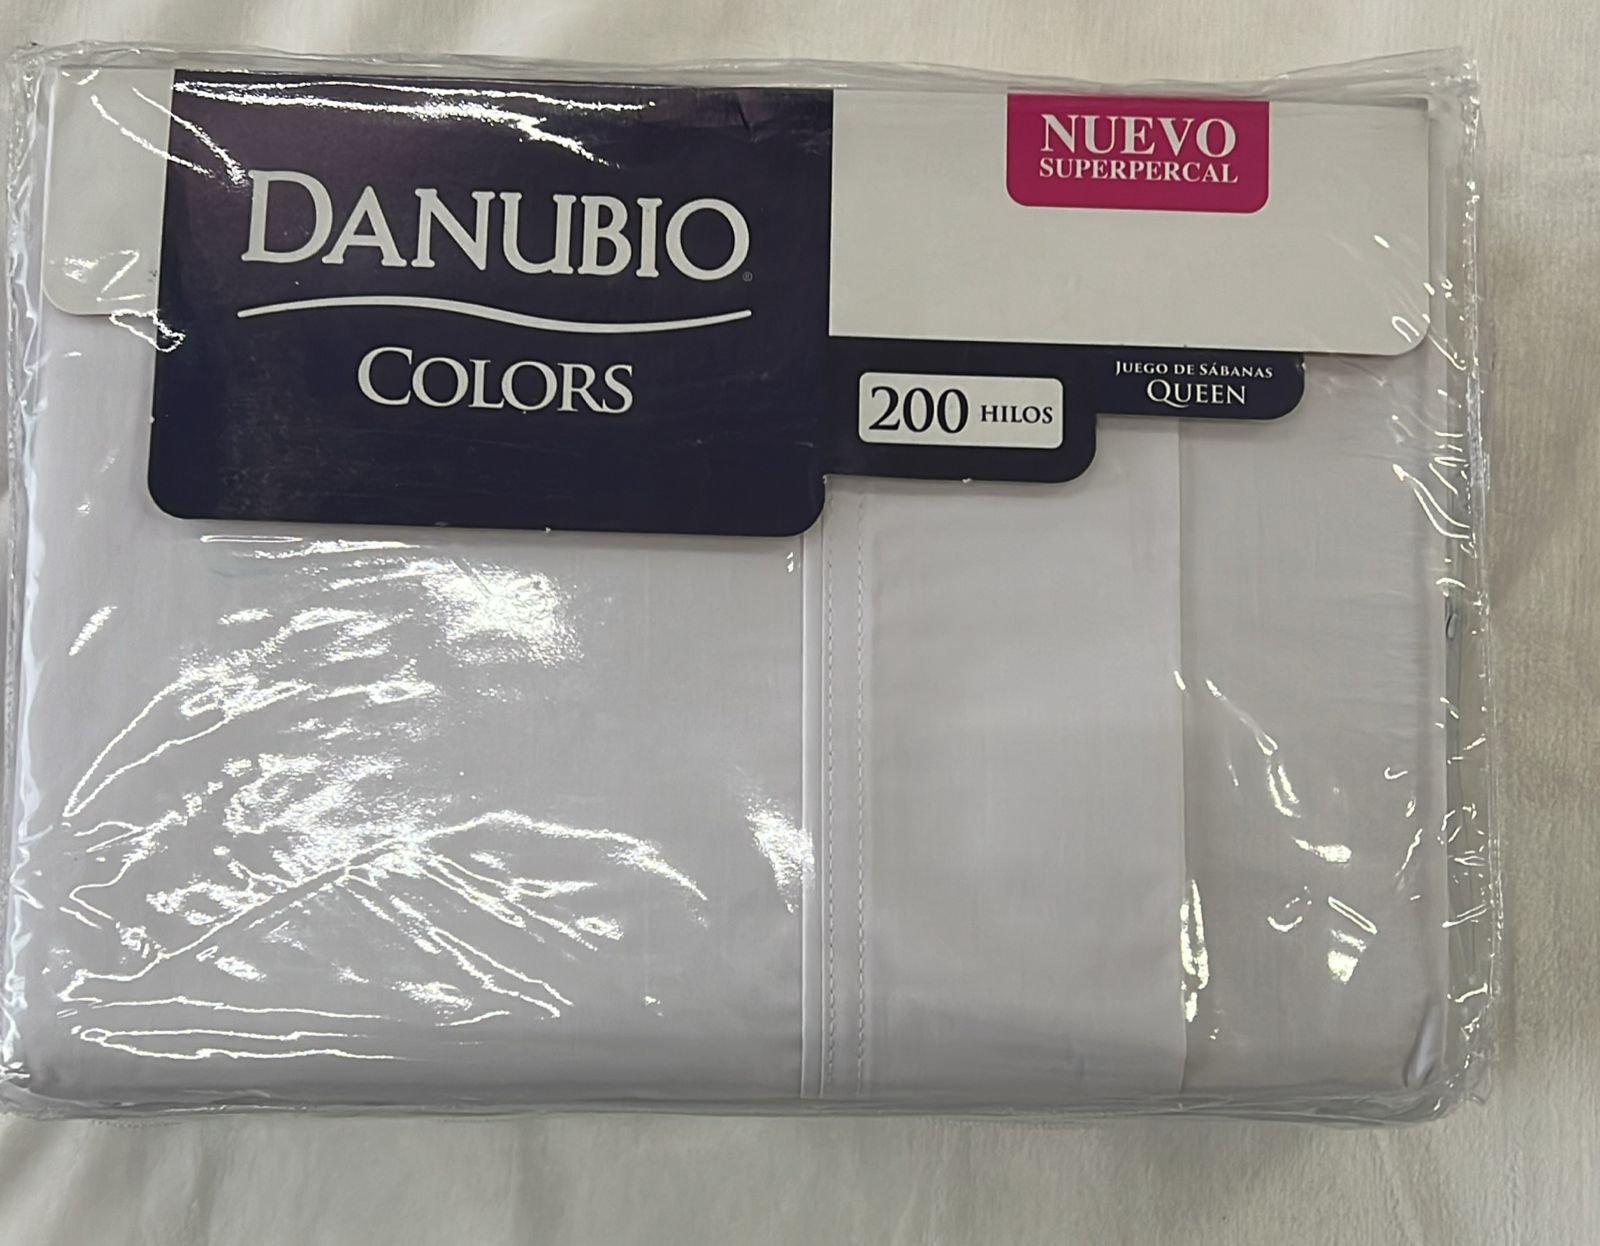 DANUBIO®
COLORS
NUEVO
SUPERPERCAL
200 HILOS
JUEGO DE SÁBANAS
QUEEN